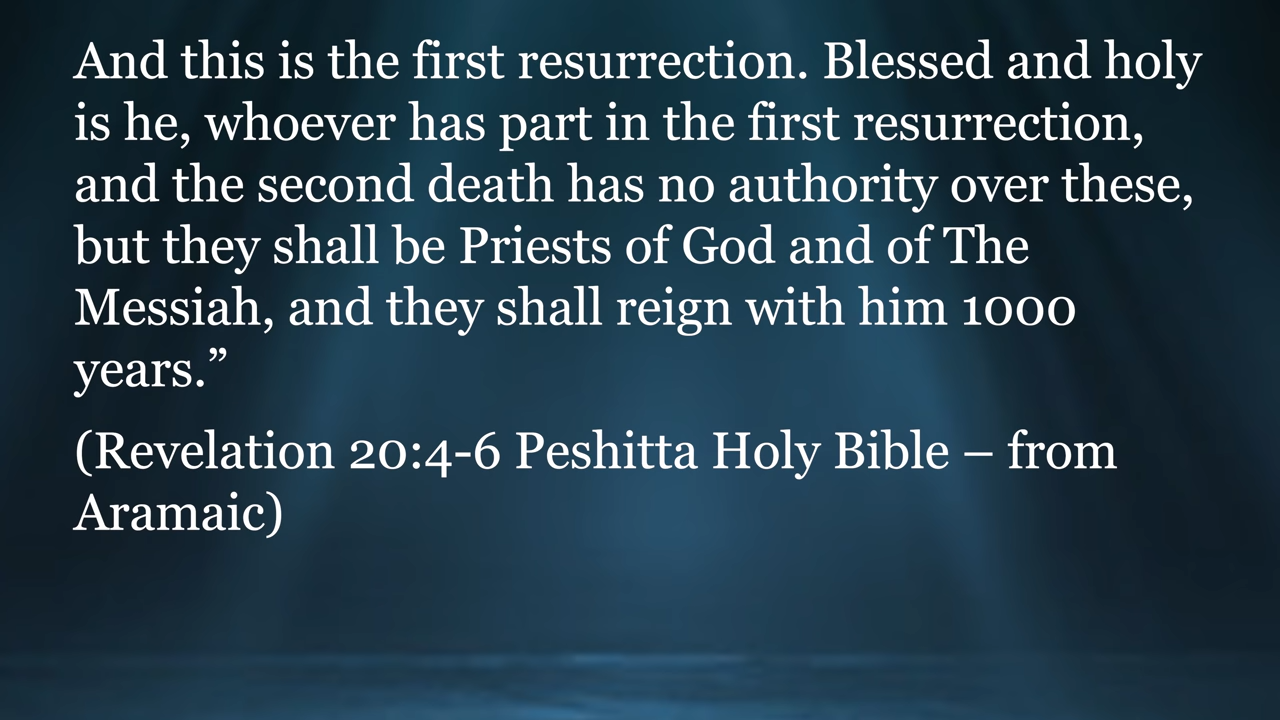 And this is the first resurrection. Blessed and holy
is he, whoever has part in the first resurrection,
and the second death has no authority over these,
but they shall be Priests of God and of The
Messiah, and they shall reign with him 1000
years.”
(Revelation 20:4-6 Peshitta Holy Bible – from
Aramaic)